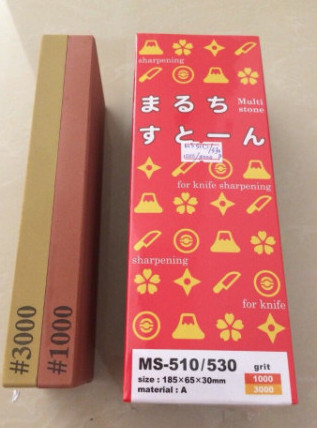 #3000
#1000
sharpening
まるち
Multi
stone
すとーん
for knife sharpening
sharpening
for knife
MS-510/530
grit
size : 185×65×30mm
1000
material : A
3000